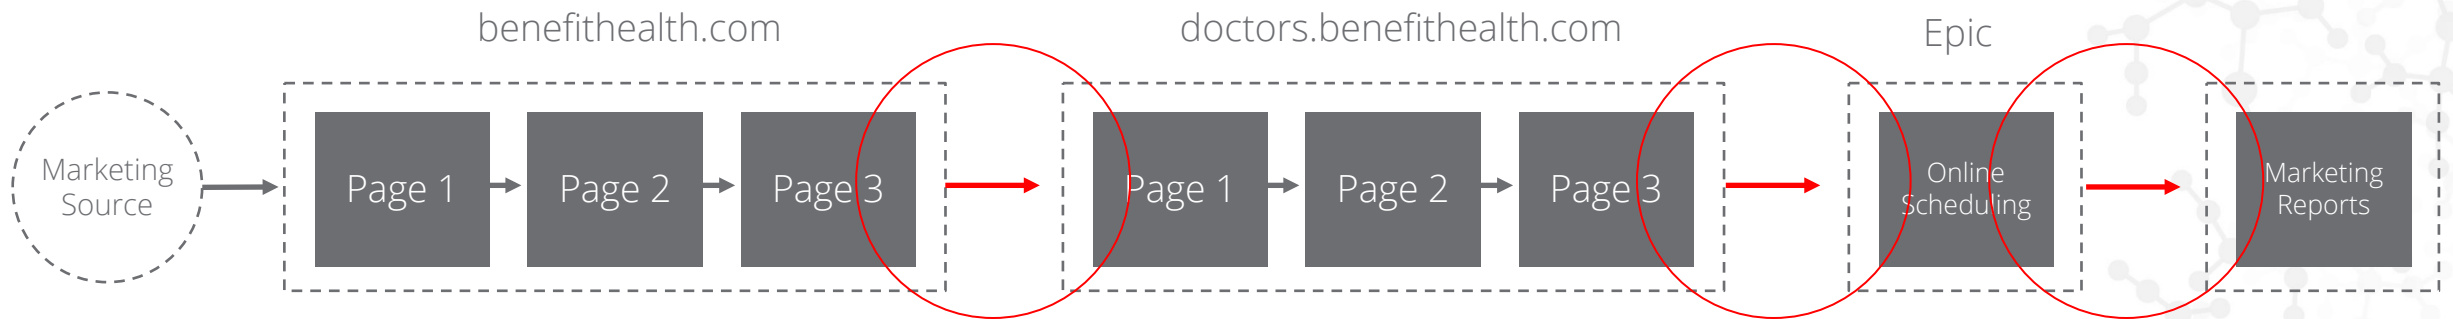 benefithealth.com
doctors.benefithealth.com
Epic
Marketing
Source
Page 1
Page 2
Page 3
Page 1
Page 2
Page 3
Online
Scheduling
Marketing
Reports